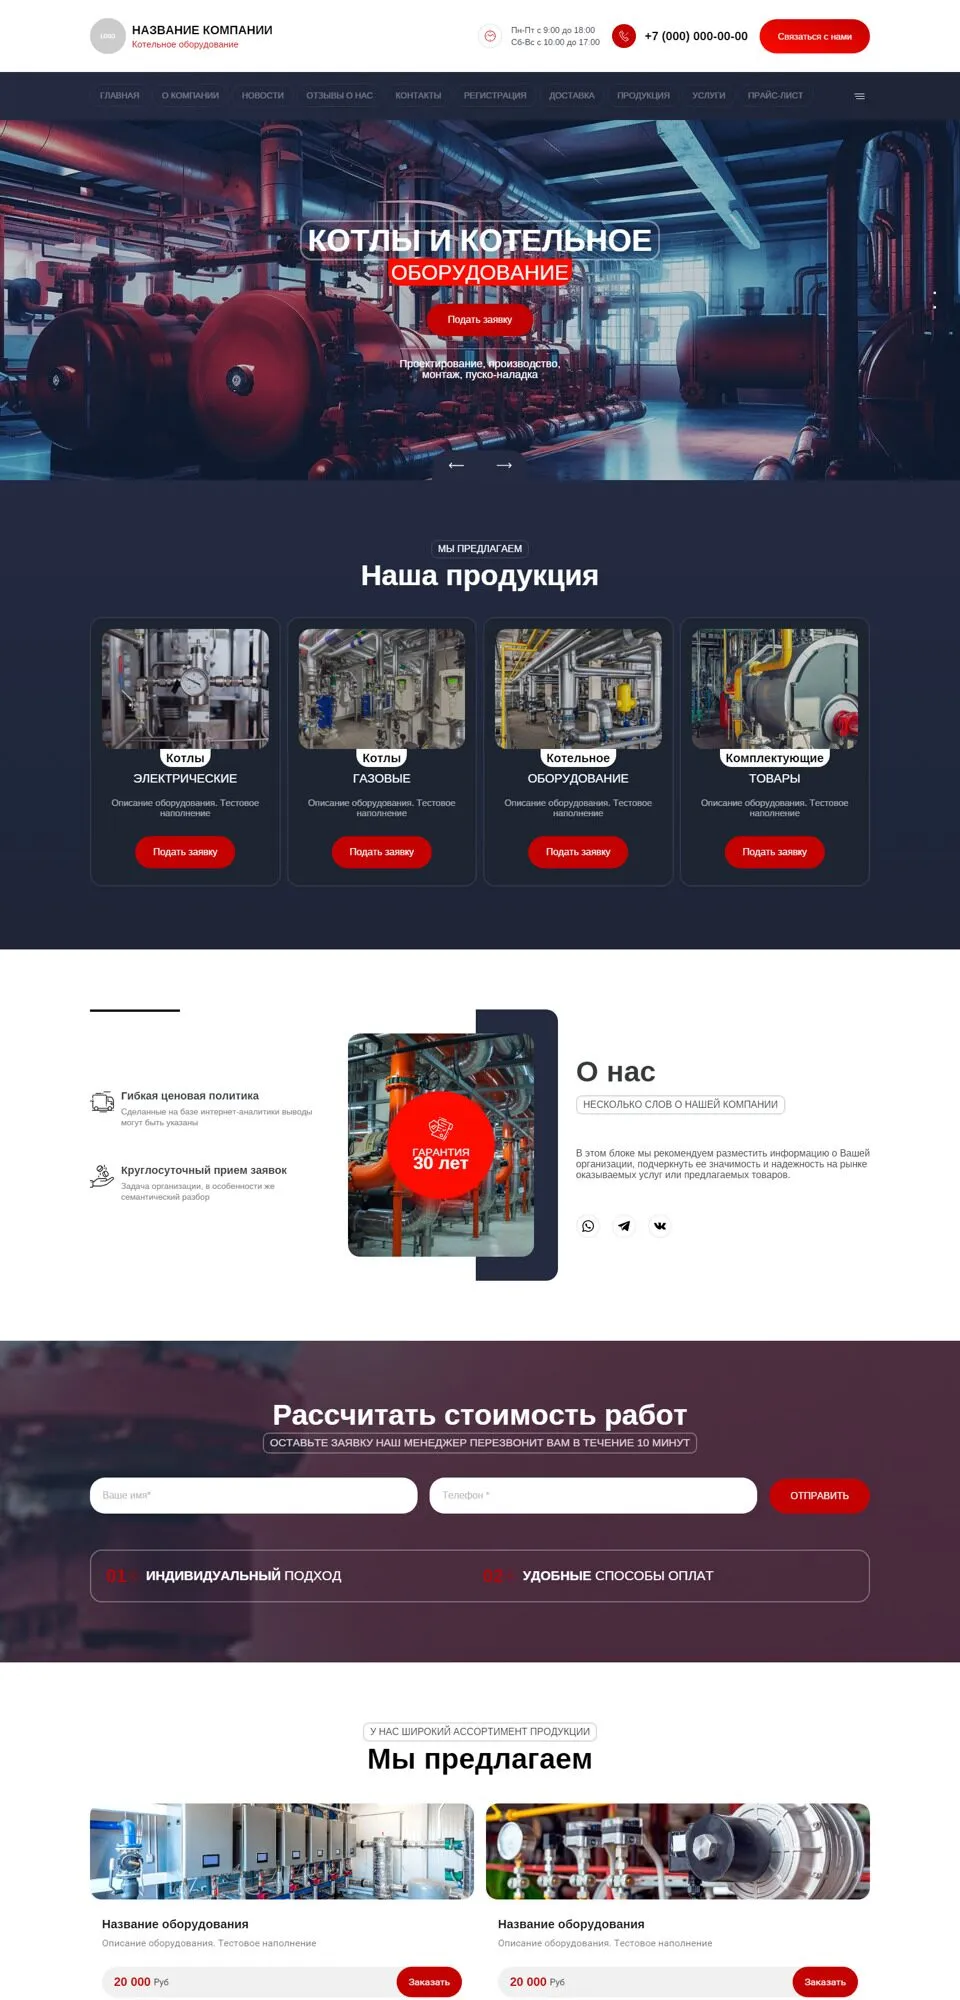 LOGO
НАЗВАНИЕ КОМПАНИИ
Котельное оборудование
Пн-Пт с 9:00 до 18:00
Сб-Вс с 10.00 до 17:00
+7 (000) 000-00-00
Связаться с нами
ГЛАВНАЯ О КОМПАНИИ НОВОСТИ ОТЗЫВЫ О НАС КОНТАКТЫ РЕГИСТРАЦИЯ ДОСТАВКА ПРОДУКЦИЯ УСЛУГИ ПРАЙС-ЛИСТ
КОТЛЫ И КОТЕЛЬНОЕ
ОБОРУДОВАНИЕ
Подать заявку
Проектирование, производство,
монтаж, пуско-наладка
МЫ ПРЕДЛАГАЕМ
Наша продукция
Котлы
ЭЛЕКТРИЧЕСКИЕ
Описание оборудования. Тестовое
наполнение
Подать заявку
Котлы
ГАЗОВЫЕ
Описание оборудования. Тестовое
наполнение
Подать заявку
Котельное
ОБОРУДОВАНИЕ
Описание оборудования. Тестовое
наполнение
Подать заявку
Комплектующие
ТОВАРЫ
Описание оборудования. Тестовое
наполнение
Подать заявку
Гибкая ценовая политика
Сделанные на базе интернет-аналитики выводы
могут быть указаны
Круглосуточный прием заявок
Задача организации, в особенности же
семантический разбор
ГАРАНТИЯ
30 лет
О нас
НЕСКОЛЬКО СЛОВ О НАШЕЙ КОМПАНИИ
В этом блоке мы рекомендуем разместить информацию о Вашей
организации, подчеркнуть ее значимость и надежность на рынке
оказываемых услуг или предлагаемых товаров.
Рассчитать стоимость работ
ОСТАВЬТЕ ЗАЯВКУ НАШ МЕНЕДЖЕР ПЕРЕЗВОНИТ ВАМ В ТЕЧЕНИЕ 10 МИНУТ
Ваше имя*
Телефон *
ОТПРАВИТЬ
01 ИНДИВИДУАЛЬНЫЙ ПОДХОД
02 УДОБНЫЕ СПОСОБЫ ОПЛАТ
У НАС ШИРОКИЙ АССОРТИМЕНТ ПРОДУКЦИИ
Мы предлагаем
Название оборудования
Описание оборудования. Тестовое наполнение
20 000 Руб
Заказать
Название оборудования
Описание оборудования. Тестовое наполнение
20 000 Руб
Заказать